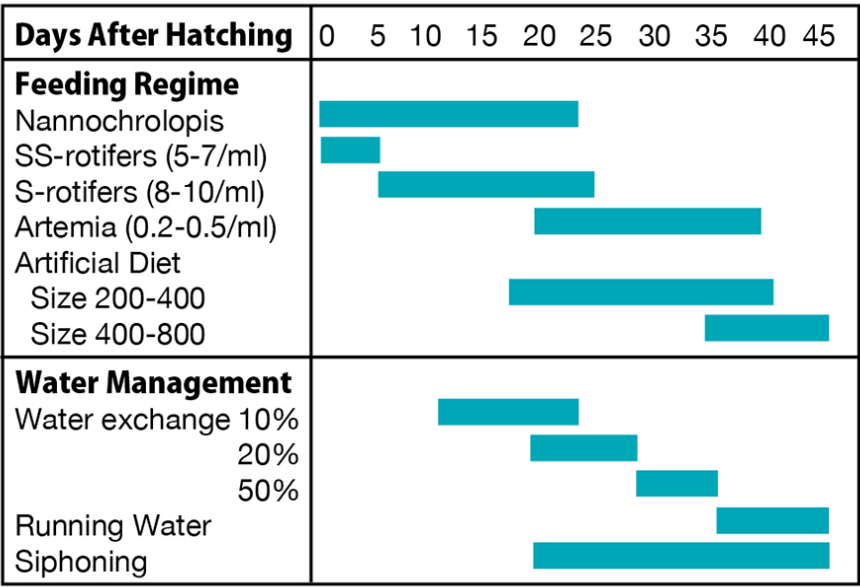 Days After Hatching 0 5 10 15 20 25 30 35 40 45
Feeding Regime
Nannochrolopis
SS-rotifers (5-7/ml)
S-rotifers (8-10/ml)
Artemia (0.2-0.5/ml)
Artificial Diet
Size 200-400
Size 400-800
Water Management
Water exchange 10%
20%
50%
Running Water
Siphoning